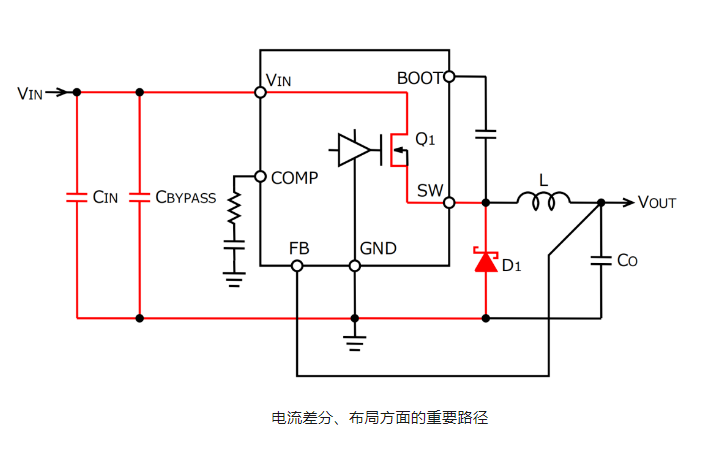 VIN
VIN
BOOT
Q1
COMP
SW
L
VOUT
CIN
CBYPASS
FB
GND
D1
CO
电流差分、布局方面的重要路径